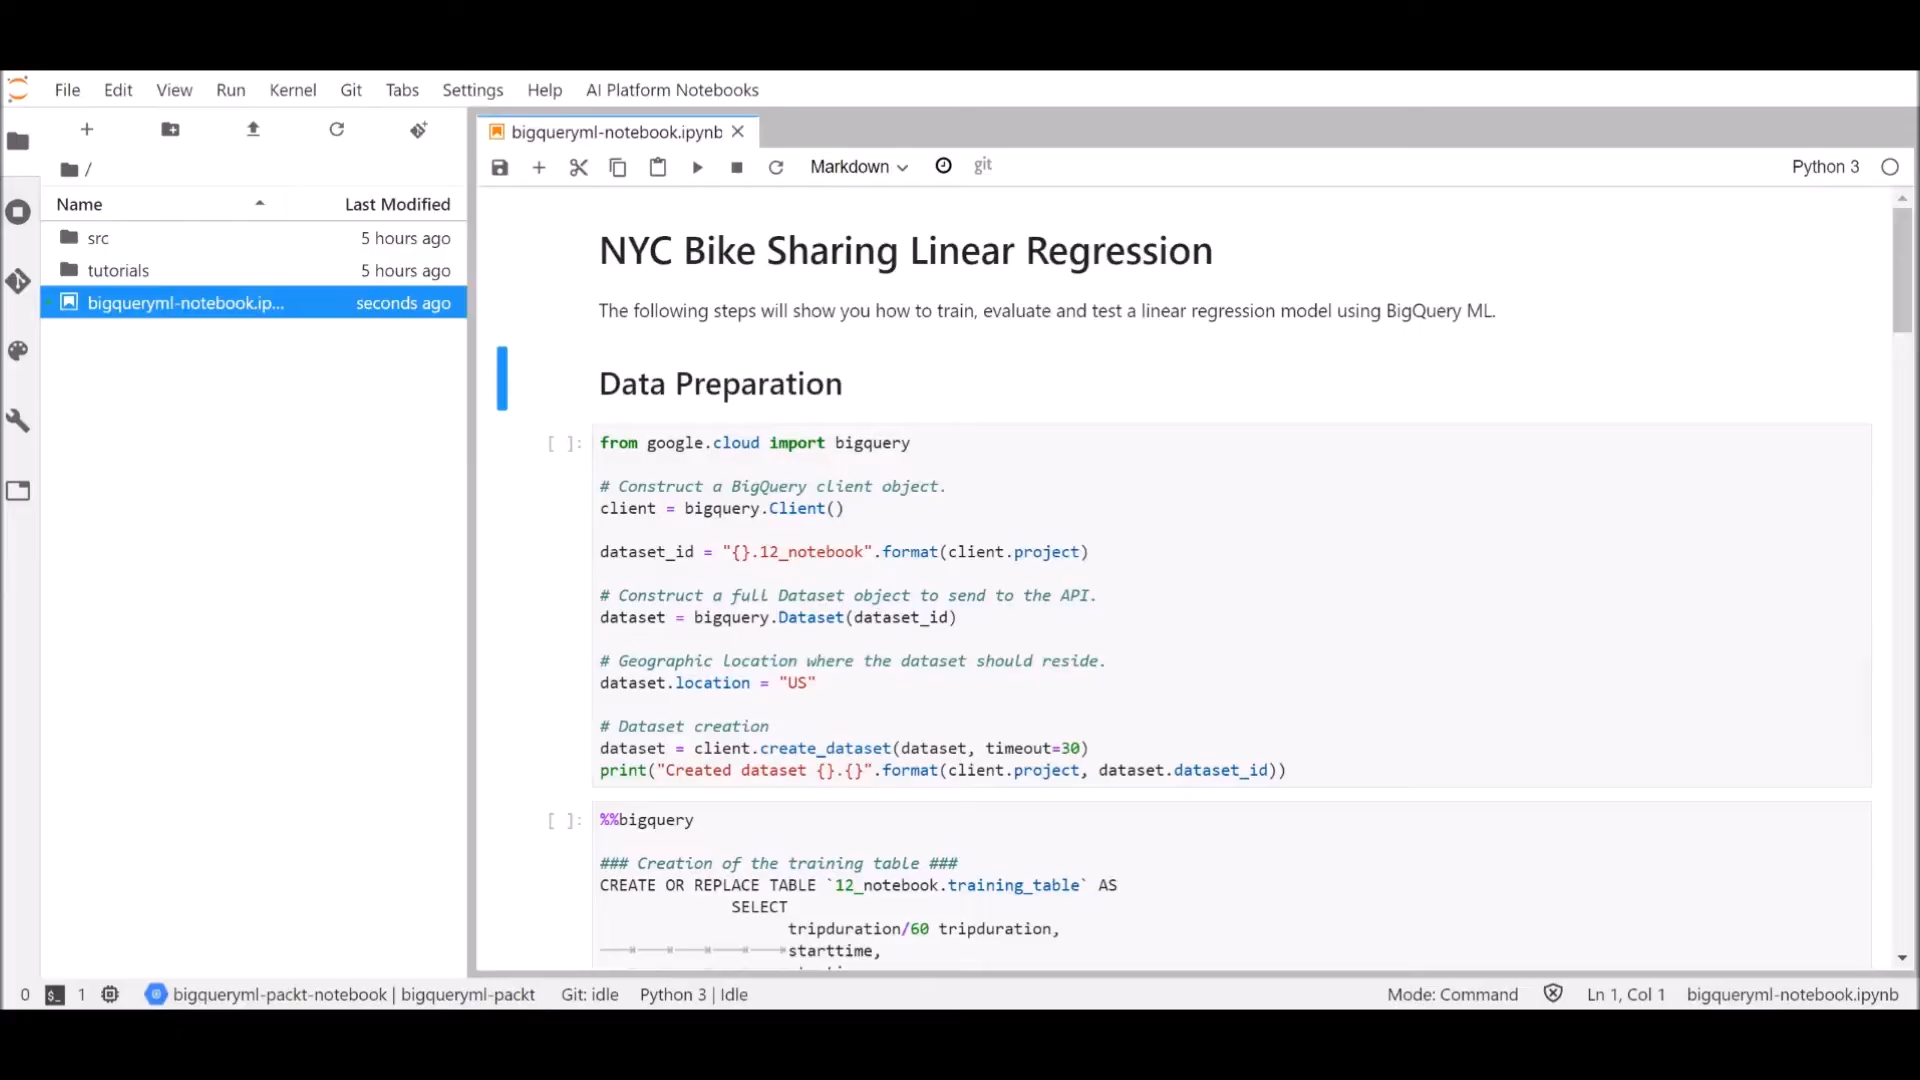 File Edit View Run Kernel Git Tabs Settings Help AI Platform Notebooks
/
Name Last Modified
src 5 hours ago
tutorials 5 hours ago
bigqueryml-notebook.ip... seconds ago
bigqueryml-notebook.ipynb
Markdown git Python 3
NYC Bike Sharing Linear Regression
The following steps will show you how to train, evaluate and test a linear regression model using BigQuery ML.
Data Preparation
[ ]: from google.cloud import bigquery
# Construct a BigQuery client object.
client = bigquery.Client()
dataset_id = "{}.12_notebook".format(client.project)
# Construct a full Dataset object to send to the API.
dataset = bigquery.Dataset(dataset_id)
# Geographic location where the dataset should reside.
dataset.location = "US"
# Dataset creation
dataset = client.create_dataset(dataset, timeout=30)
print("Created dataset {}.{}".format(client.project, dataset.dataset_id))
[ ]: %%bigquery
### Creation of the training table ###
CREATE OR REPLACE TABLE `12_notebook.training_table` AS
SELECT
tripduration/60 tripduration,
starttime,
0 $_ 1 bigqueryml-packt-notebook | bigqueryml-packt Git: idle Python 3 | Idle Mode: Command Ln 1, Col 1 bigqueryml-notebook.ipynb